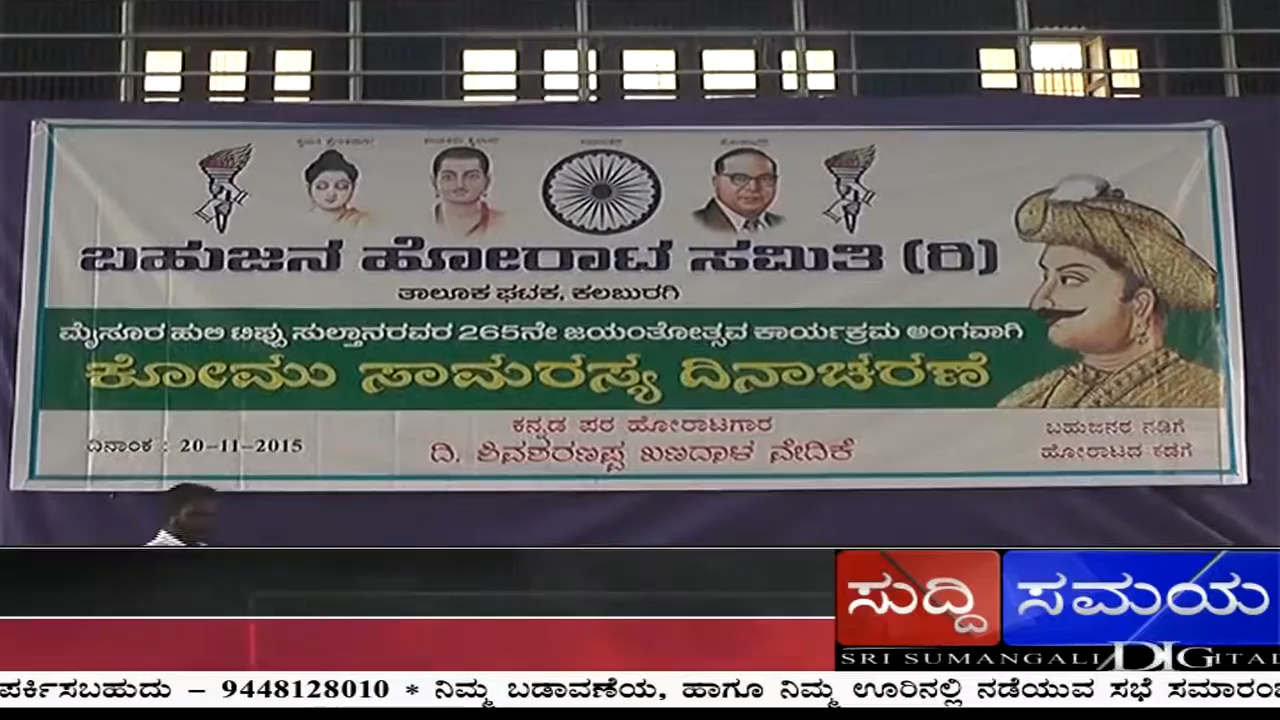 ಬಹುಜನ ಹೋರಾಟ ಸಮಿತಿ (ರಿ)
ತಾಲೂಕ ಘಟಕ, ಕಲಬುರಗಿ
ಮೈಸೂರ ಹುಲಿ ಟಿಪ್ಪು ಸುಲ್ತಾನರವರ 265ನೇ ಜಯಂತೋತ್ಸವ ಕಾರ್ಯಕ್ರಮ ಅಂಗವಾಗಿ
ಕೋಮು ಸಾಮರಸ್ಯ ದಿನಾಚರಣೆ
ದಿನಾಂಕ : 20-11-2015
ಕನ್ನಡ ಪರ ಹೋರಾಟಗಾರ
ದಿ. ಶಿವಶರಣಪ್ಪ ಖಣದಾಳ ವೇದಿಕೆ
ಬಹುಜನರ ನಡಿಗೆ
ಹೋರಾಟದ ಕಡೆಗೆ
ಸುದ್ದಿ ಸಮಯ
SRI SUMANGALI DIGITAL
ಪರ್ಕಿಸಬಹುದು – 9448128010 * ನಿಮ್ಮ ಬಡಾವಣೆಯ, ಹಾಗೂ ನಿಮ್ಮ ಊರಿನಲ್ಲಿ ನಡೆಯುವ ಸಭೆ ಸಮಾರಂಭ